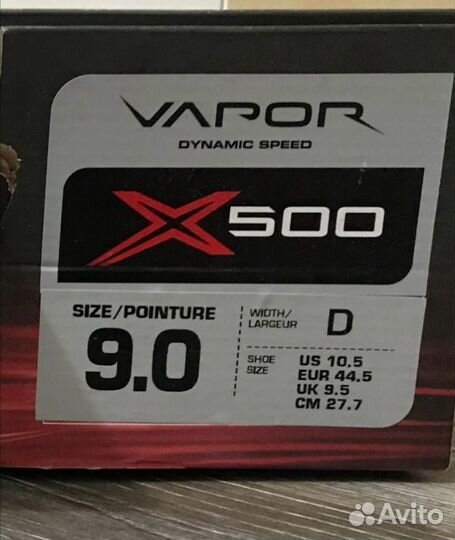 VAPOR
DYNAMIC SPEED
X500
SIZE/POINTURE
9.0
WIDTH/
LARGEUR
D
SHOE
SIZE
US 10.5
EUR 44.5
UK 9.5
CM 27.7
Avito